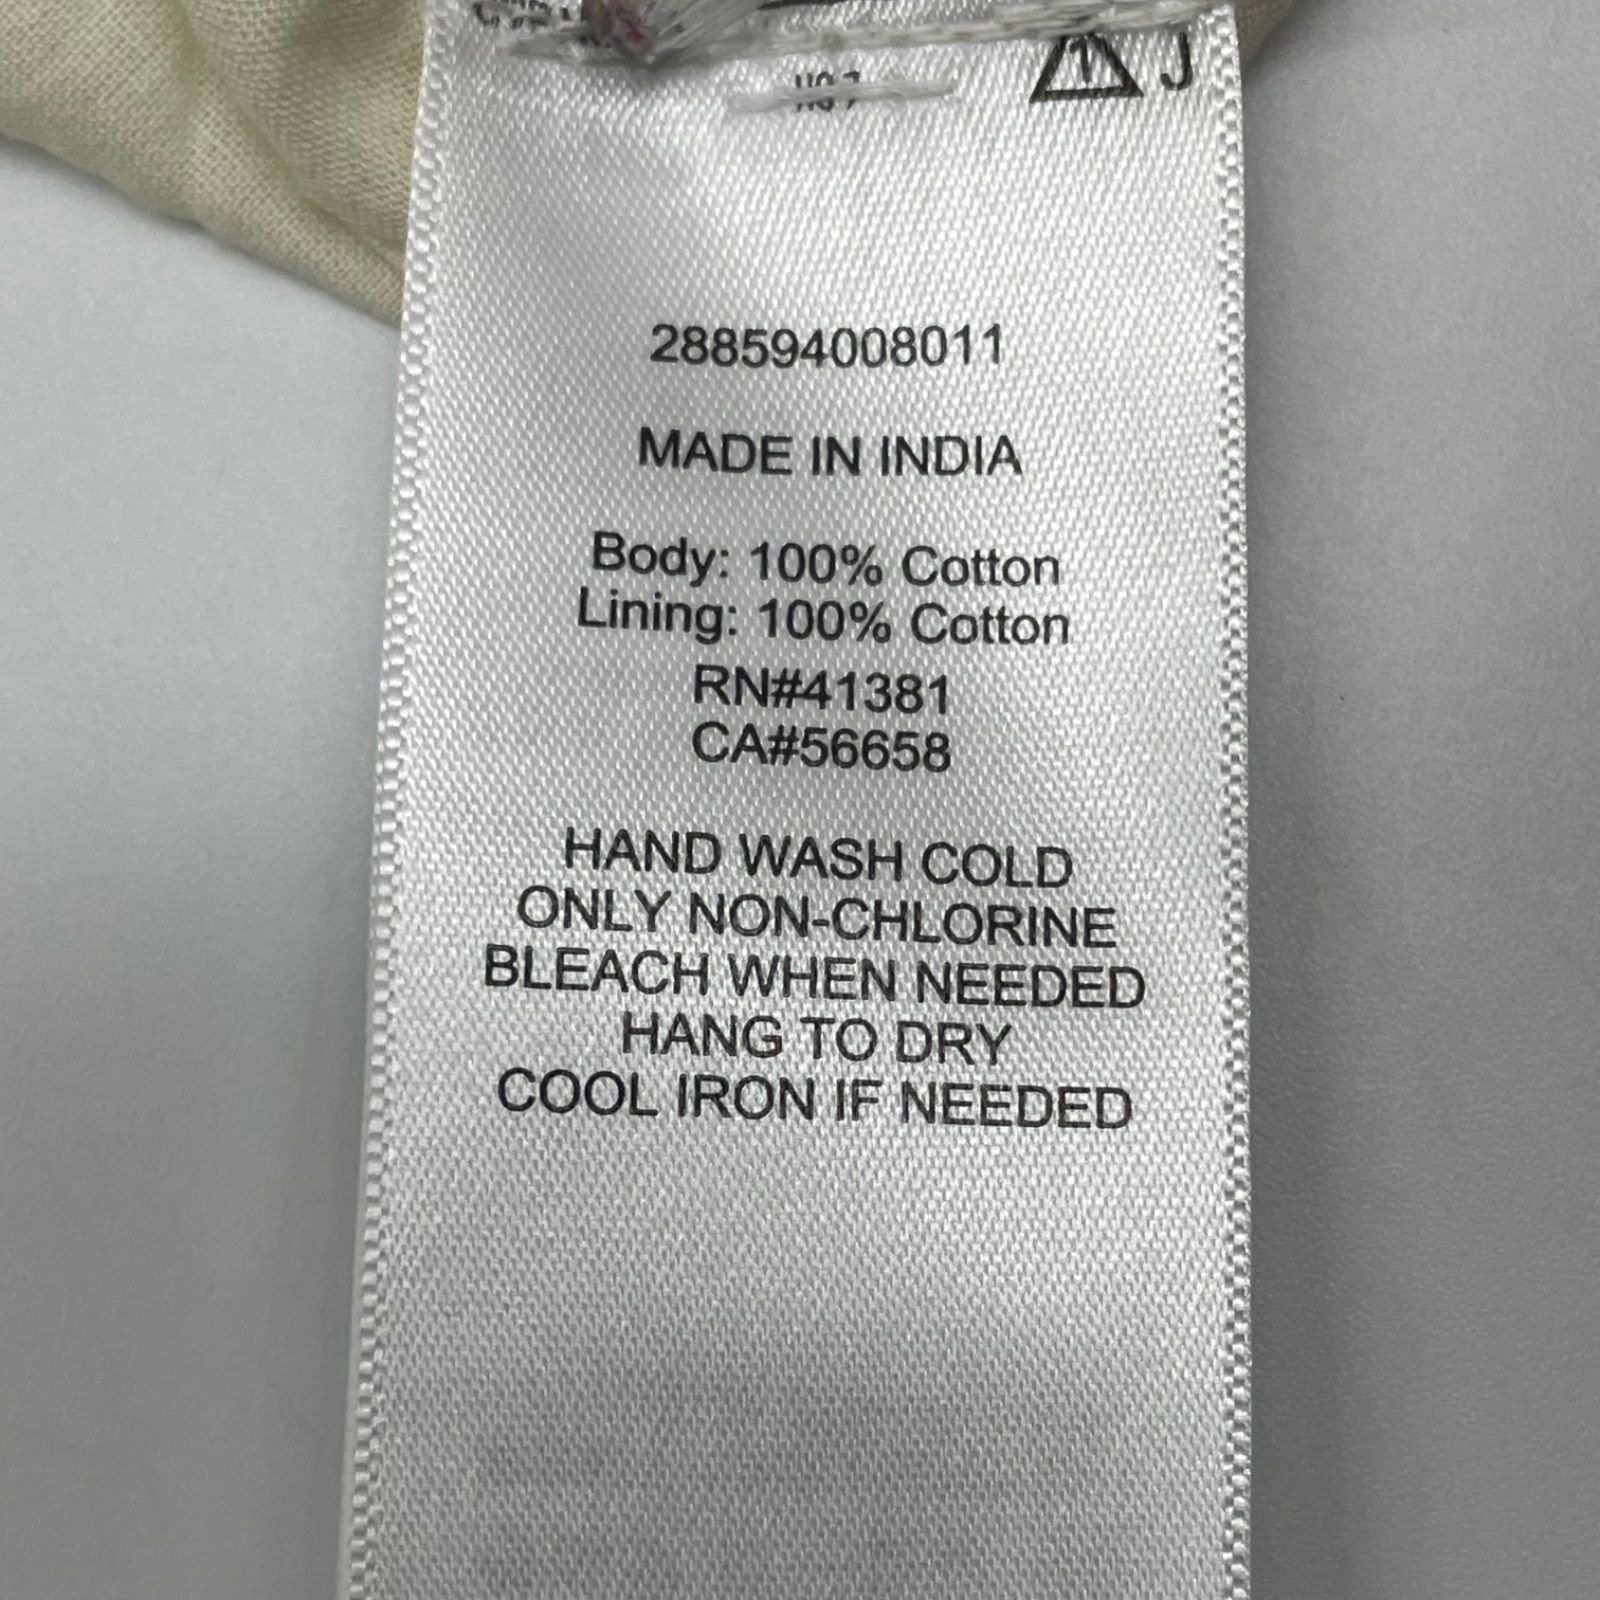 1 J
288594008011
MADE IN INDIA
Body: 100% Cotton
Lining: 100% Cotton
RN#41381
CA#56658
HAND WASH COLD
ONLY NON-CHLORINE
BLEACH WHEN NEEDED
HANG TO DRY
COOL IRON IF NEEDED